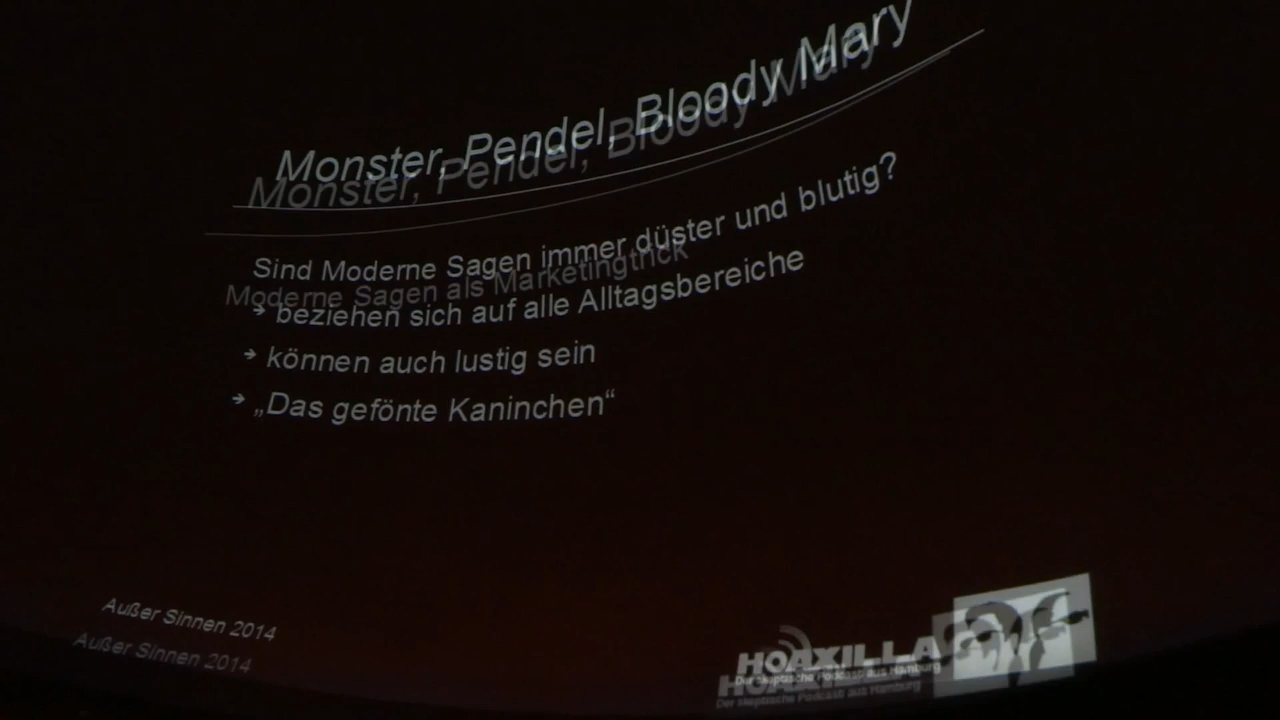 Monster, Pendel, Bloody Mary
Monster, Pendel, Bloody Mary
Sind Moderne Sagen immer düster und blutig?
Moderne Sagen als Marketingtrick
→ beziehen sich auf alle Alltagsbereiche
→ können auch lustig sein
→ „Das gefönte Kaninchen“
Außer Sinnen 2014
Außer Sinnen 2014
HOAXILLA
Der skeptische Podcast aus Hamburg
HOAXILLA
Der skeptische Podcast aus Hamburg